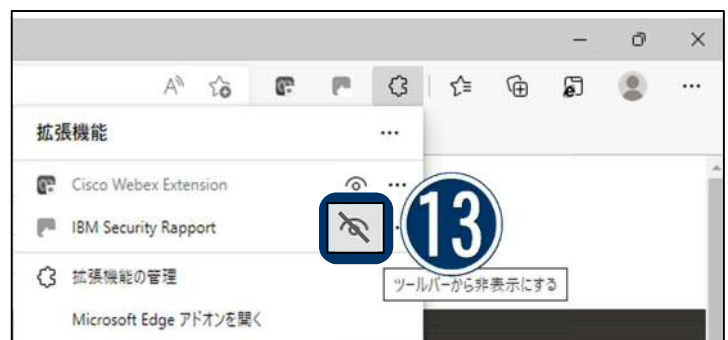 拡張機能
Cisco Webex Extension
IBM Security Rapport
13
ツールバーから非表示にする
拡張機能の管理
Microsoft Edge アドオンを開く